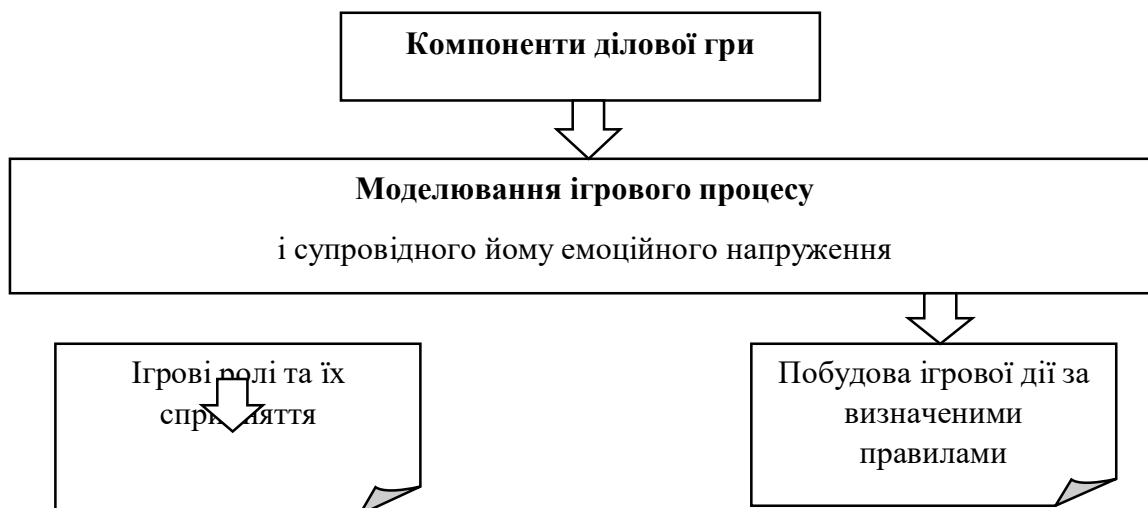 Компоненти ділової гри
Моделювання ігрового процесу
і супровідного йому емоційного напруження
Ігрові ролі та їх
сприйняття
Побудова ігрової дії за
визначеними
правилами